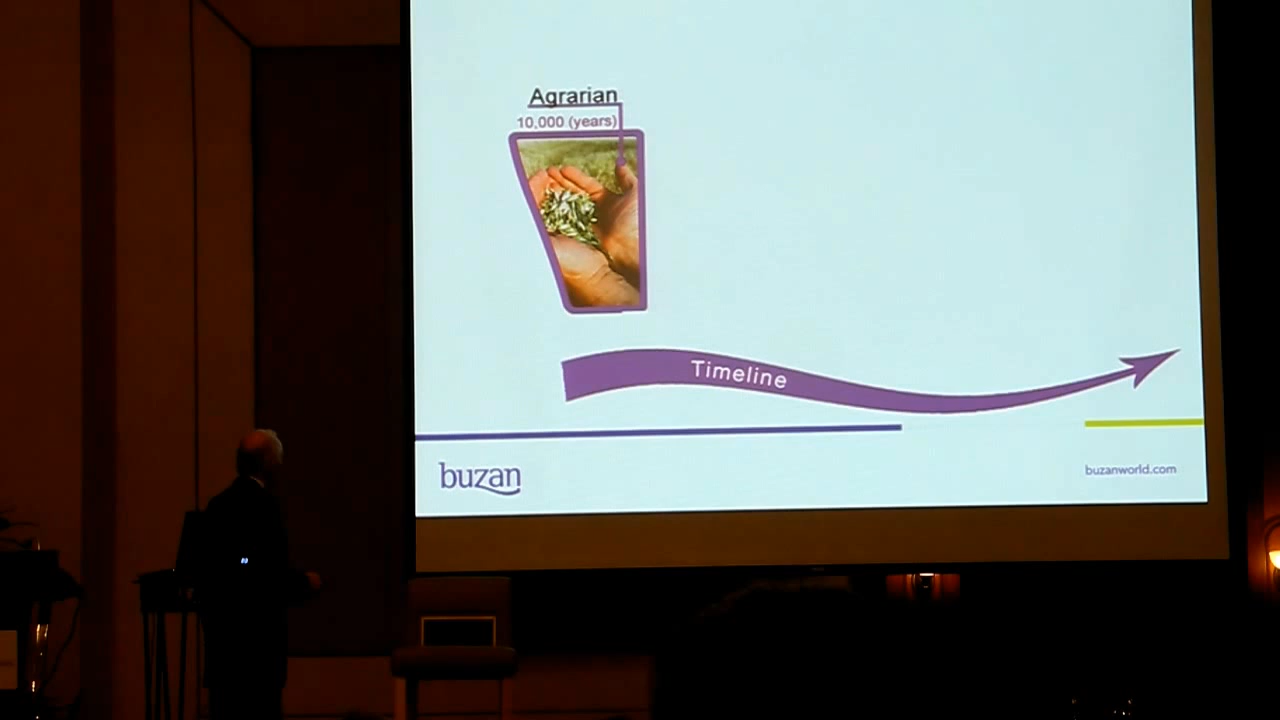 Agrarian
10,000 (years)
Timeline
buzan
buzanworld.com